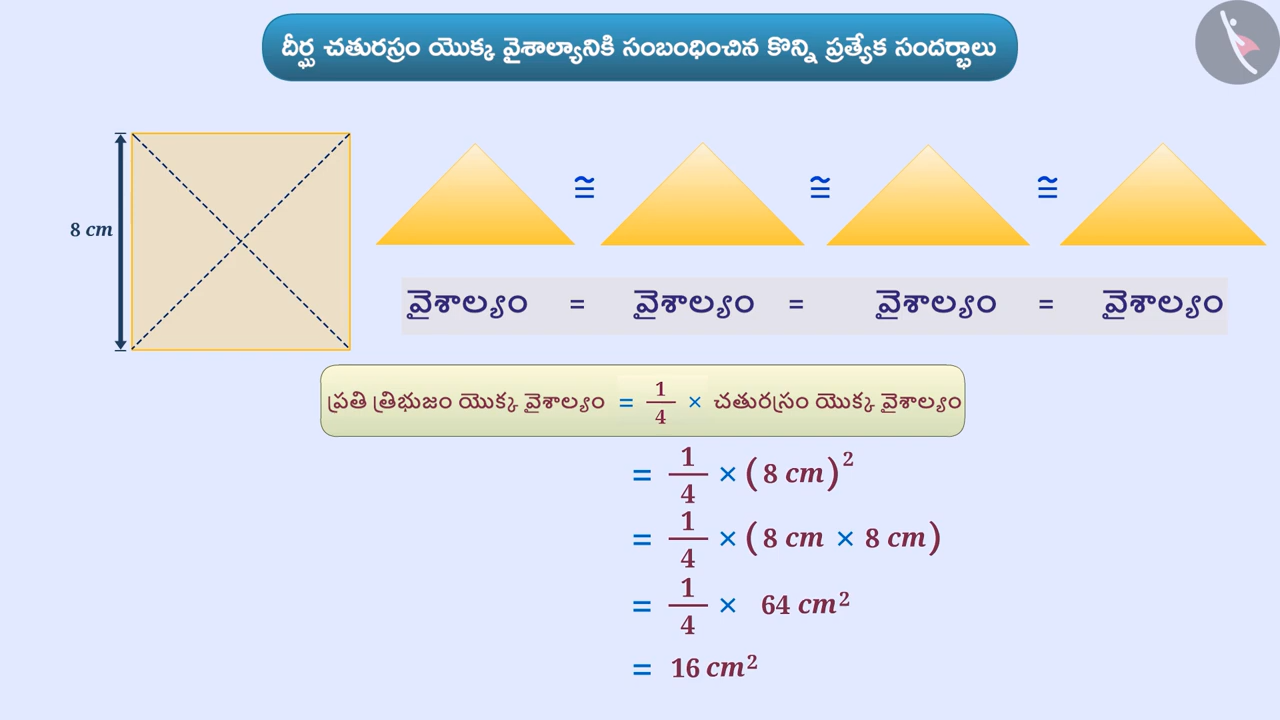 దీర్ఘ చతురస్రం యొక్క వైశాల్యానికి సంబంధించిన కొన్ని ప్రత్యేక సందర్భాలు
8 cm
≅ ≅ ≅
వైశాల్యం = వైశాల్యం = వైశాల్యం = వైశాల్యం
ప్రతి త్రిభుజం యొక్క వైశాల్యం = 1/4 × చతురస్రం యొక్క వైశాల్యం
= 1/4 × (8 cm)²
= 1/4 × (8 cm × 8 cm)
= 1/4 × 64 cm²
= 16 cm²